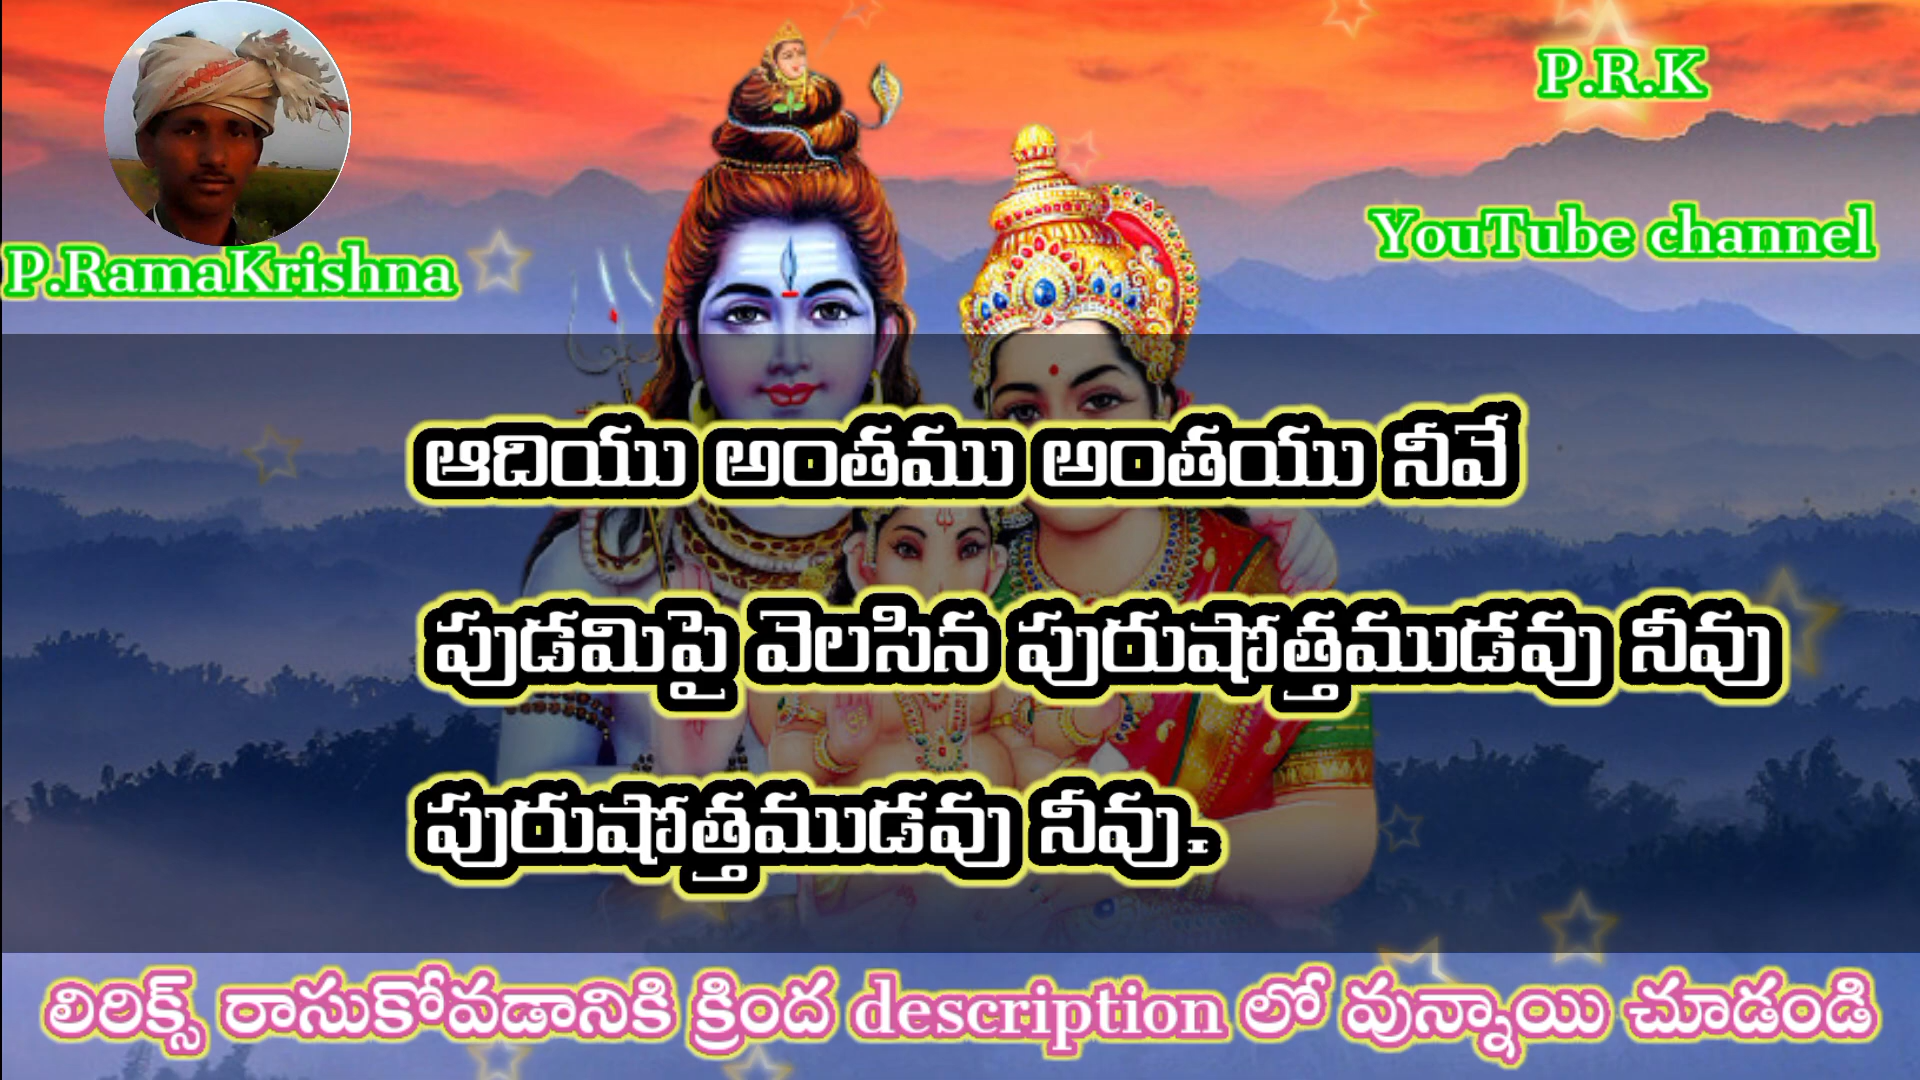 P.R.K
P.RamaKrishna
YouTube channel
ఆదియు అంతము అంతయు నీవే
పుడమిపై వెలసిన పురుషోత్తముడవు నీవు
పురుషోత్తముడవు నీవు.
లిరిక్స్ రాసుకోవడానికి క్రింద description లో వున్నాయి చూడండి